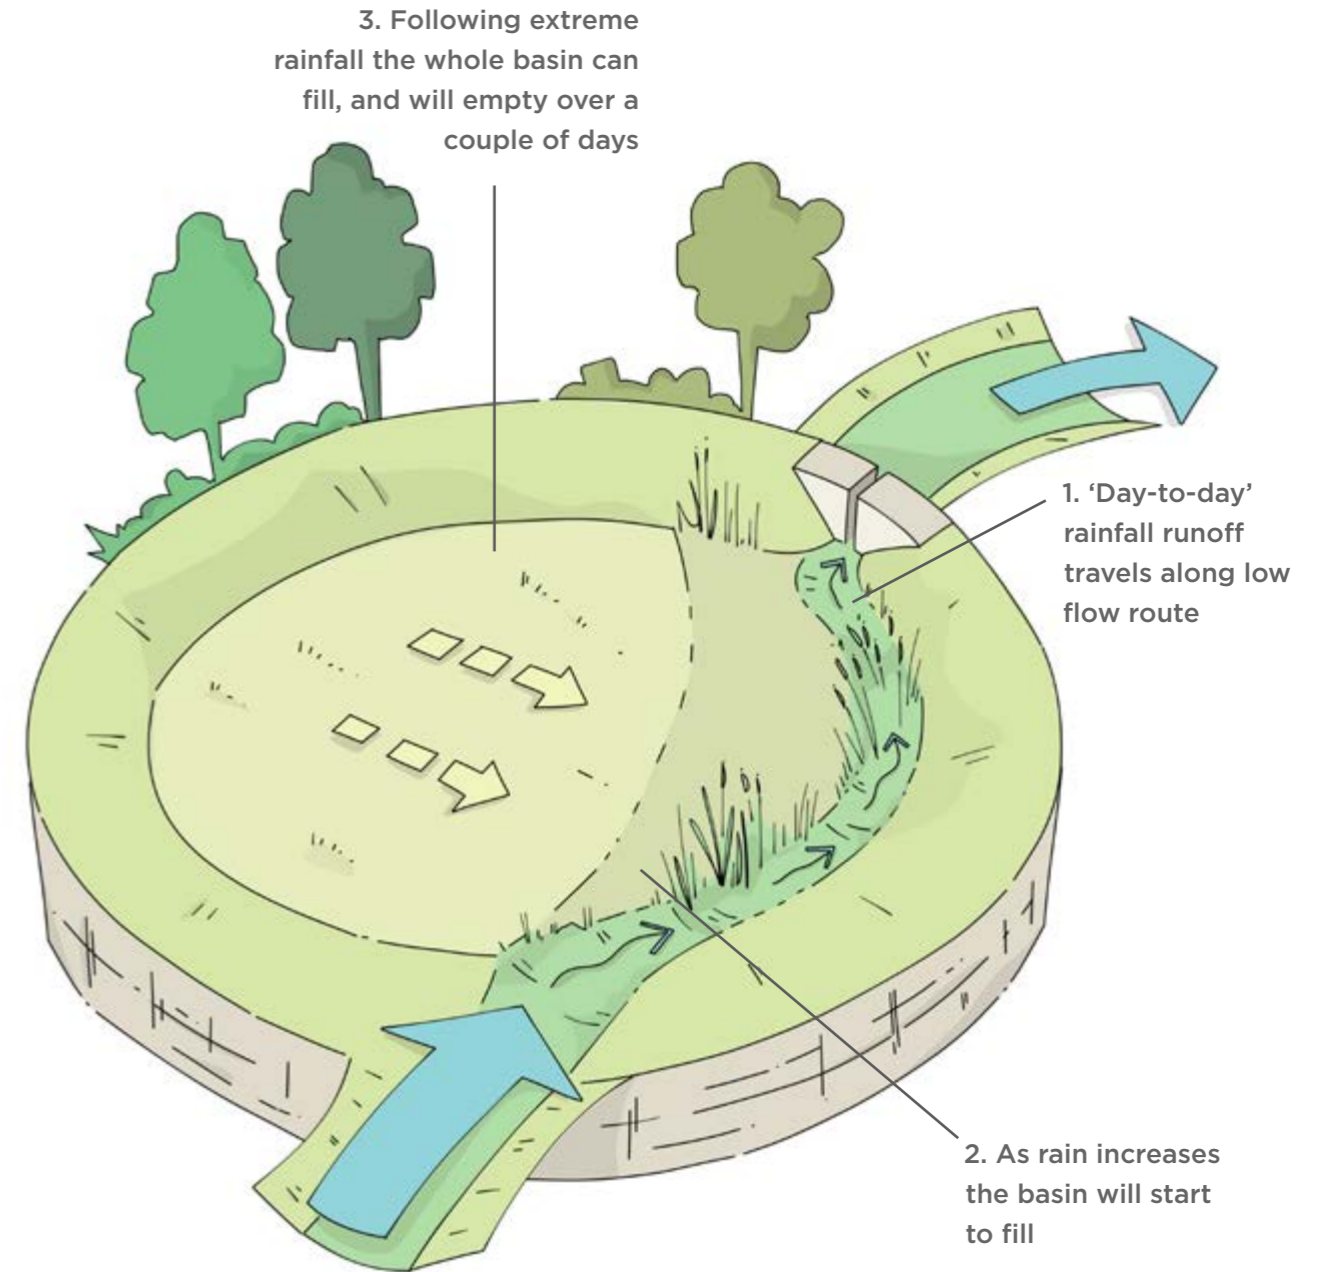 3. Following extreme
rainfall the whole basin can
fill, and will empty over a
couple of days
1. ‘Day-to-day’
rainfall runoff
travels along low
flow route
2. As rain increases
the basin will start
to fill